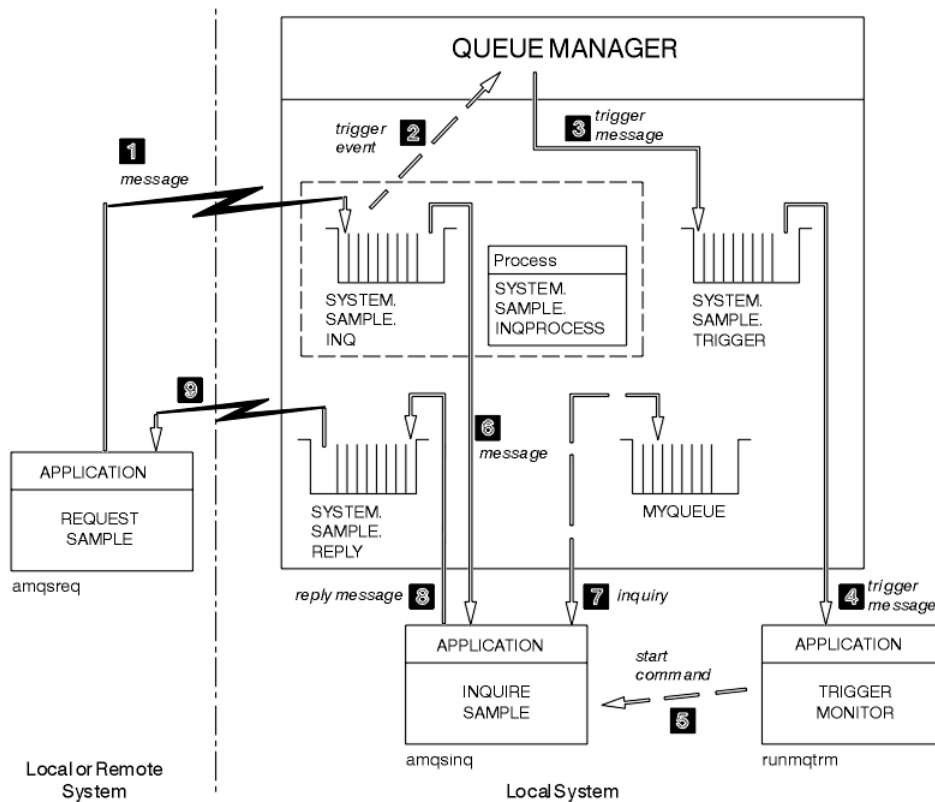 QUEUE MANAGER
1
message
trigger
event
2
3
trigger
message
SYSTEM.
SAMPLE.
INQ
Process
SYSTEM.
SAMPLE.
INQPROCESS
SYSTEM.
SAMPLE.
TRIGGER
9
6
message
APPLICATION
REQUEST
SAMPLE
amqsreq
SYSTEM.
SAMPLE.
REPLY
MYQUEUE
reply message
8
7
inquiry
4
trigger
message
APPLICATION
INQUIRE
SAMPLE
amqsinq
start
command
5
APPLICATION
TRIGGER
MONITOR
runmqtrm
Local or Remote
System
Local System